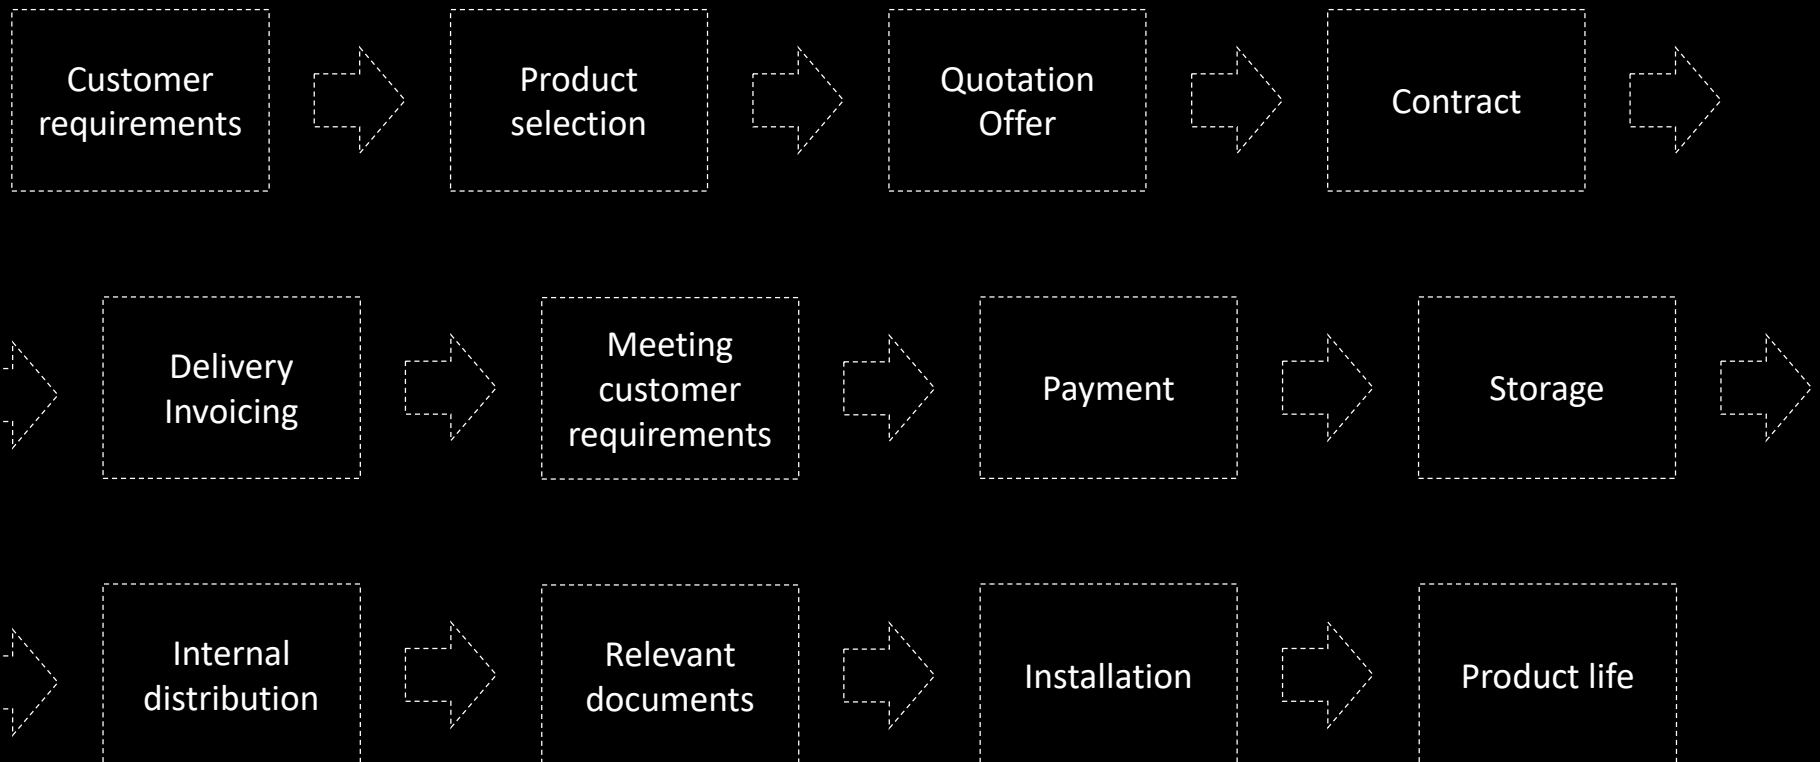 Customer
requirements
Product
selection
Quotation
Offer
Contract
Delivery
Invoicing
Meeting
customer
requirements
Payment
Storage
Internal
distribution
Relevant
documents
Installation
Product life